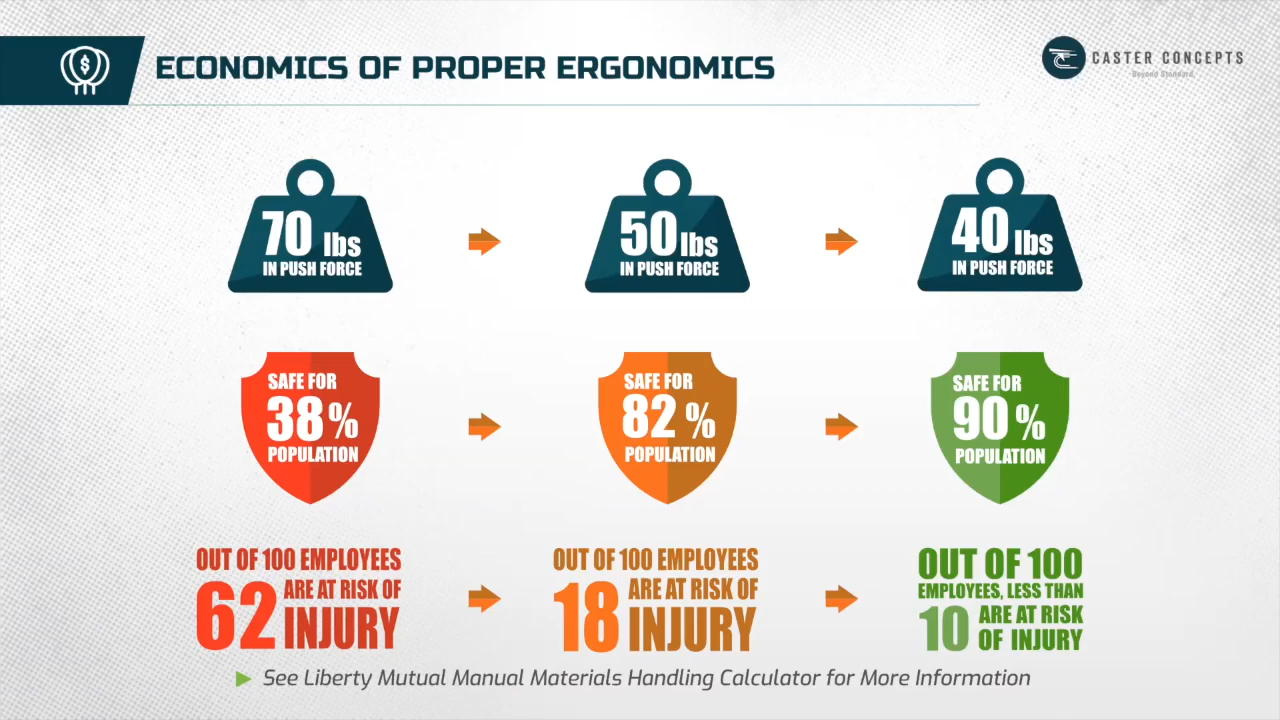 ECONOMICS OF PROPER ERGONOMICS
CASTER CONCEPTS
Beyond Standard.
$
70 lbs
IN PUSH FORCE
50 lbs
IN PUSH FORCE
40 lbs
IN PUSH FORCE
SAFE FOR
38 %
POPULATION
SAFE FOR
82 %
POPULATION
SAFE FOR
90 %
POPULATION
OUT OF 100 EMPLOYEES
62 ARE AT RISK OF
INJURY
OUT OF 100 EMPLOYEES
18 ARE AT RISK OF
INJURY
OUT OF 100
EMPLOYEES, LESS THAN
10 ARE AT RISK
OF INJURY
See Liberty Mutual Manual Materials Handling Calculator for More Information